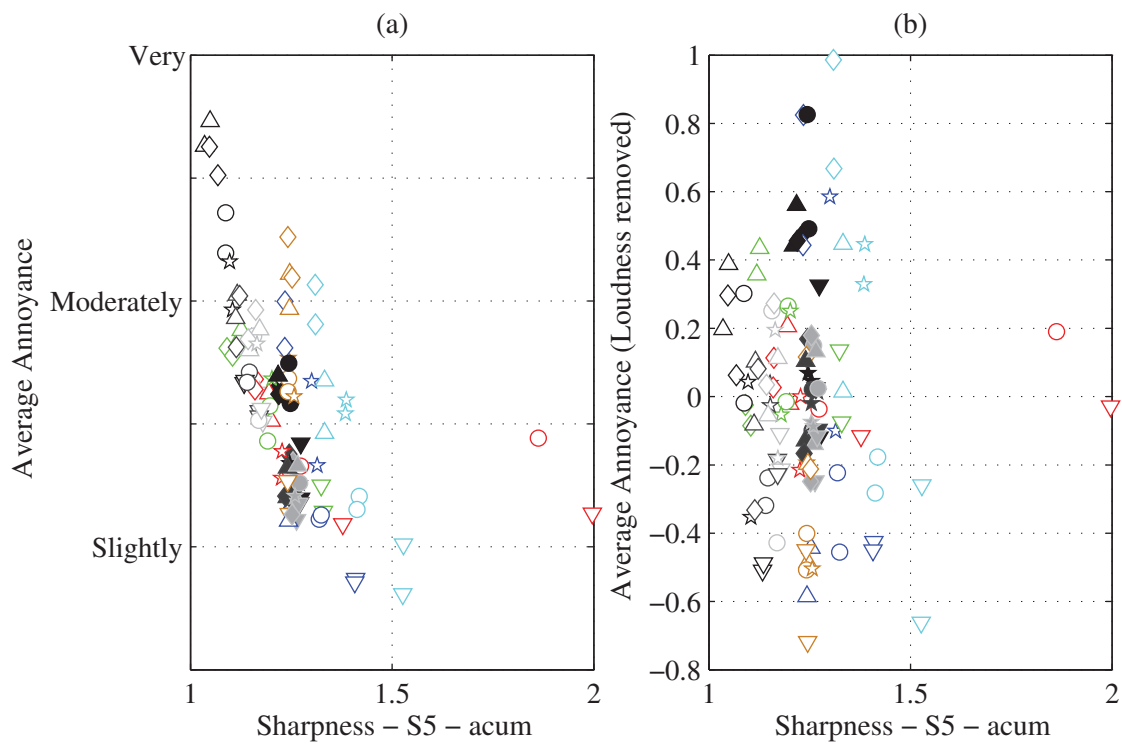 (a)
Very
Moderately
Slightly
Average Annoyance
1
1.5
2
Sharpness − S5 − acum
(b)
1
0.8
0.6
0.4
0.2
0
−0.2
−0.4
−0.6
−0.8
Average Annoyance (Loudness removed)
1
1.5
2
Sharpness − S5 − acum